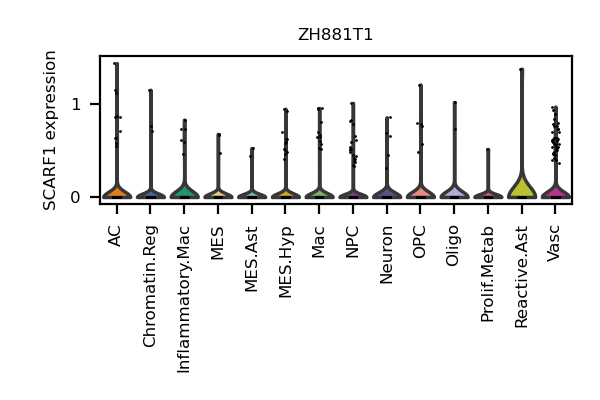 ZH881T1
SCARF1 expression
1
0
AC
Chromatin.Reg
Inflammatory.Mac
MES
MES.Ast
MES.Hyp
Mac
NPC
Neuron
OPC
Oligo
Prolif.Metab
Reactive.Ast
Vasc